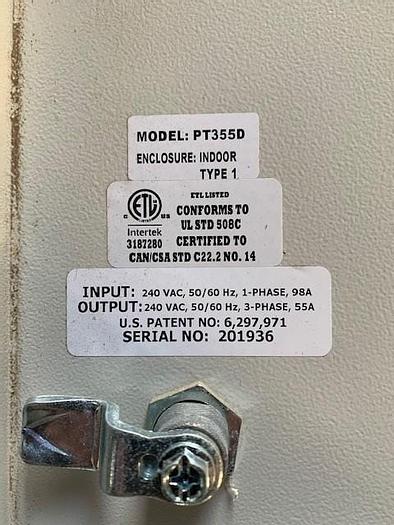 MODEL: PT355D
ENCLOSURE: INDOOR
TYPE 1
ETL LISTED
CONFORMS TO
UL STD 508C
CERTIFIED TO
CAN/CSA STD C22.2 NO. 14
C ETL US
Intertek
3187280
INPUT: 240 VAC, 50/60 Hz, 1-PHASE, 98A
OUTPUT: 240 VAC, 50/60 Hz, 3-PHASE, 55A
U.S. PATENT NO: 6,297,971
SERIAL NO: 201936